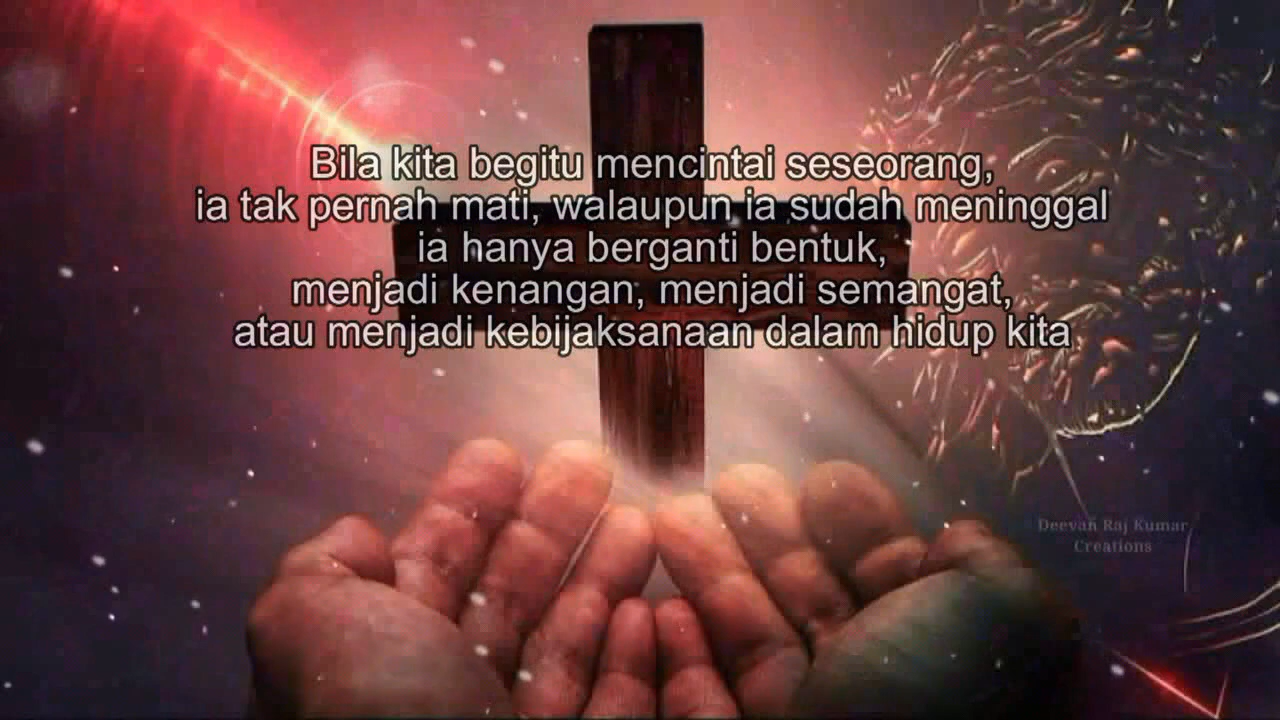 Bila kita begitu mencintai seseorang,
ia tak pernah mati, walaupun ia sudah meninggal
ia hanya berganti bentuk,
menjadi kenangan, menjadi semangat,
atau menjadi kebijaksanaan dalam hidup kita
Deevan Raj Kumar
Creations